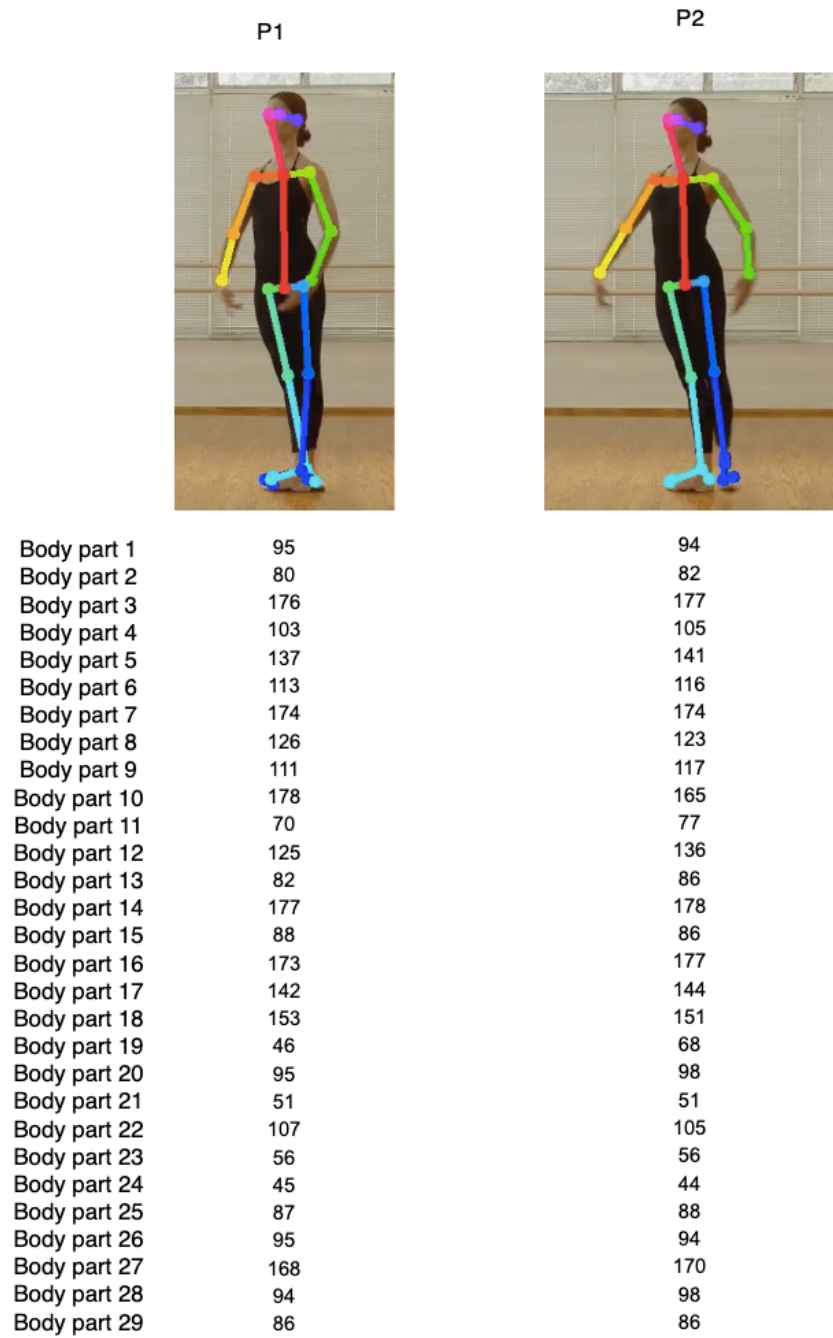 P1 P2
Body part 1 95 94
Body part 2 80 82
Body part 3 176 177
Body part 4 103 105
Body part 5 137 141
Body part 6 113 116
Body part 7 174 174
Body part 8 126 123
Body part 9 111 117
Body part 10 178 165
Body part 11 70 77
Body part 12 125 136
Body part 13 82 86
Body part 14 177 178
Body part 15 88 86
Body part 16 173 177
Body part 17 142 144
Body part 18 153 151
Body part 19 46 68
Body part 20 95 98
Body part 21 51 51
Body part 22 107 105
Body part 23 56 56
Body part 24 45 44
Body part 25 87 88
Body part 26 95 94
Body part 27 168 170
Body part 28 94 98
Body part 29 86 86